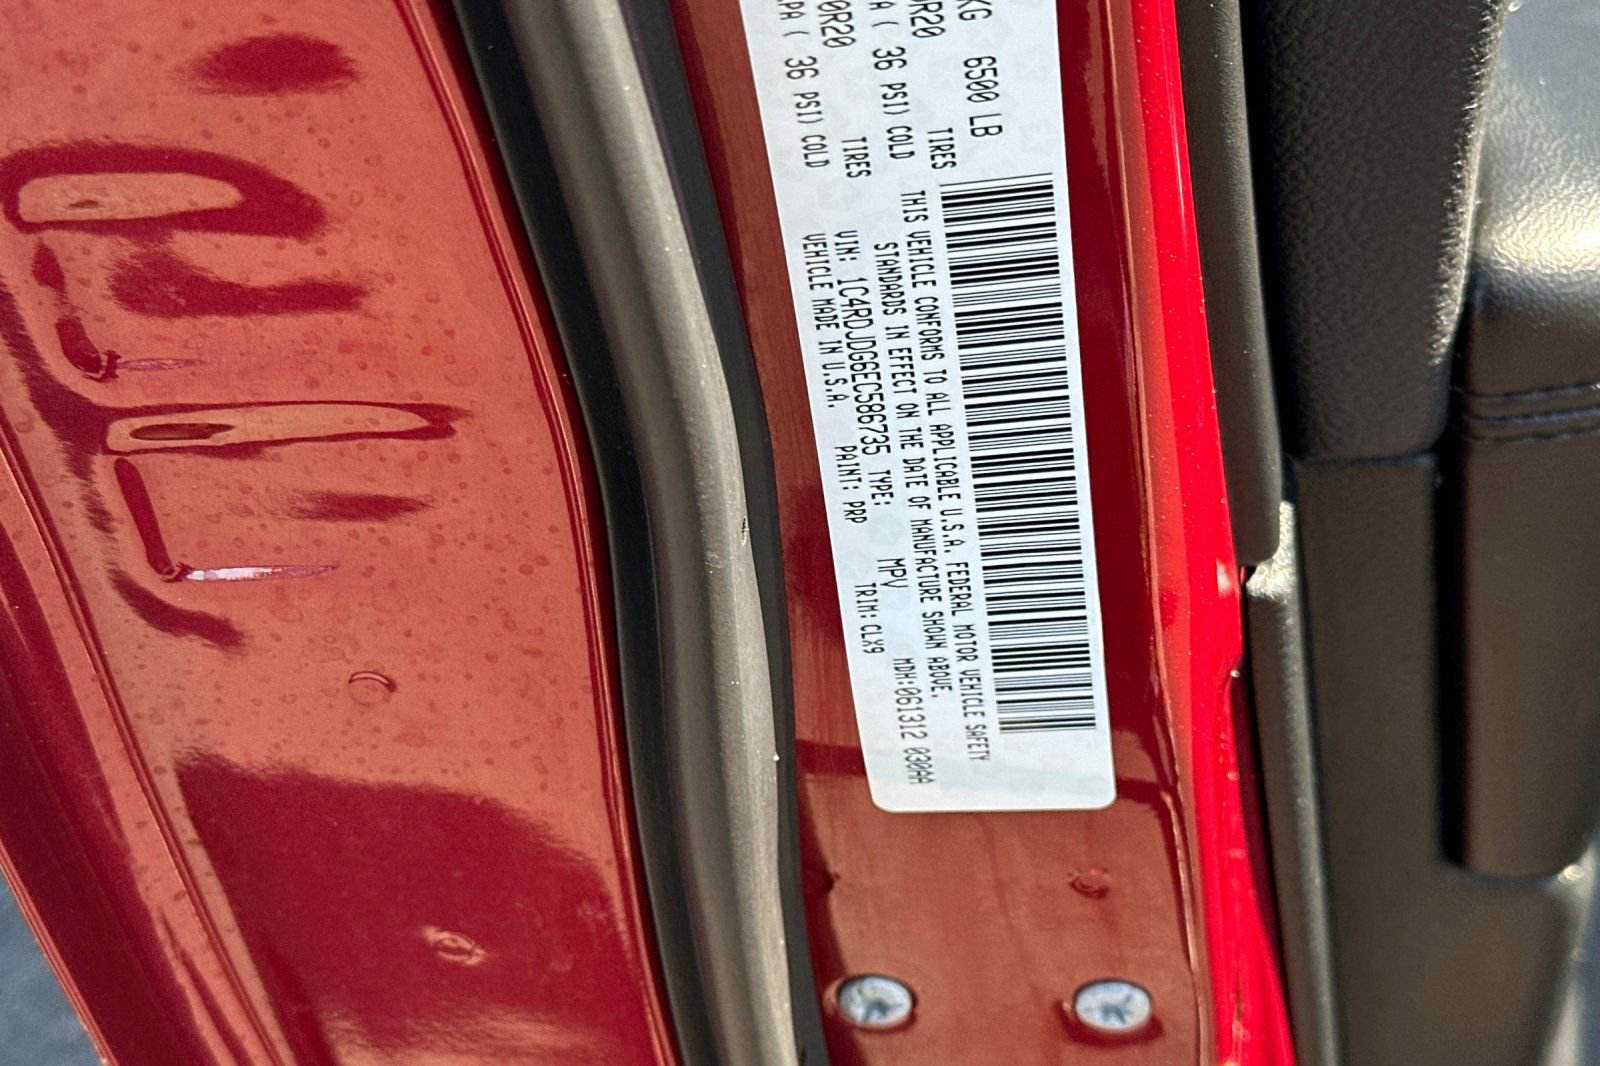 KG 6500 LB
0R20 TIRES
A ( 36 PSI) COLD
0R20 TIRES
PA ( 36 PSI) COLD
THIS VEHICLE CONFORMS TO ALL APPLICABLE U.S.A. FEDERAL MOTOR VEHICLE SAFETY
STANDARDS IN EFFECT ON THE DATE OF MANUFACTURE SHOWN ABOVE.
VIN: 1C4RDJDG6EC586735 TYPE: MPV MDH:061312 030AA
VEHICLE MADE IN U.S.A. PAINT: PRP TRIM: CLX9